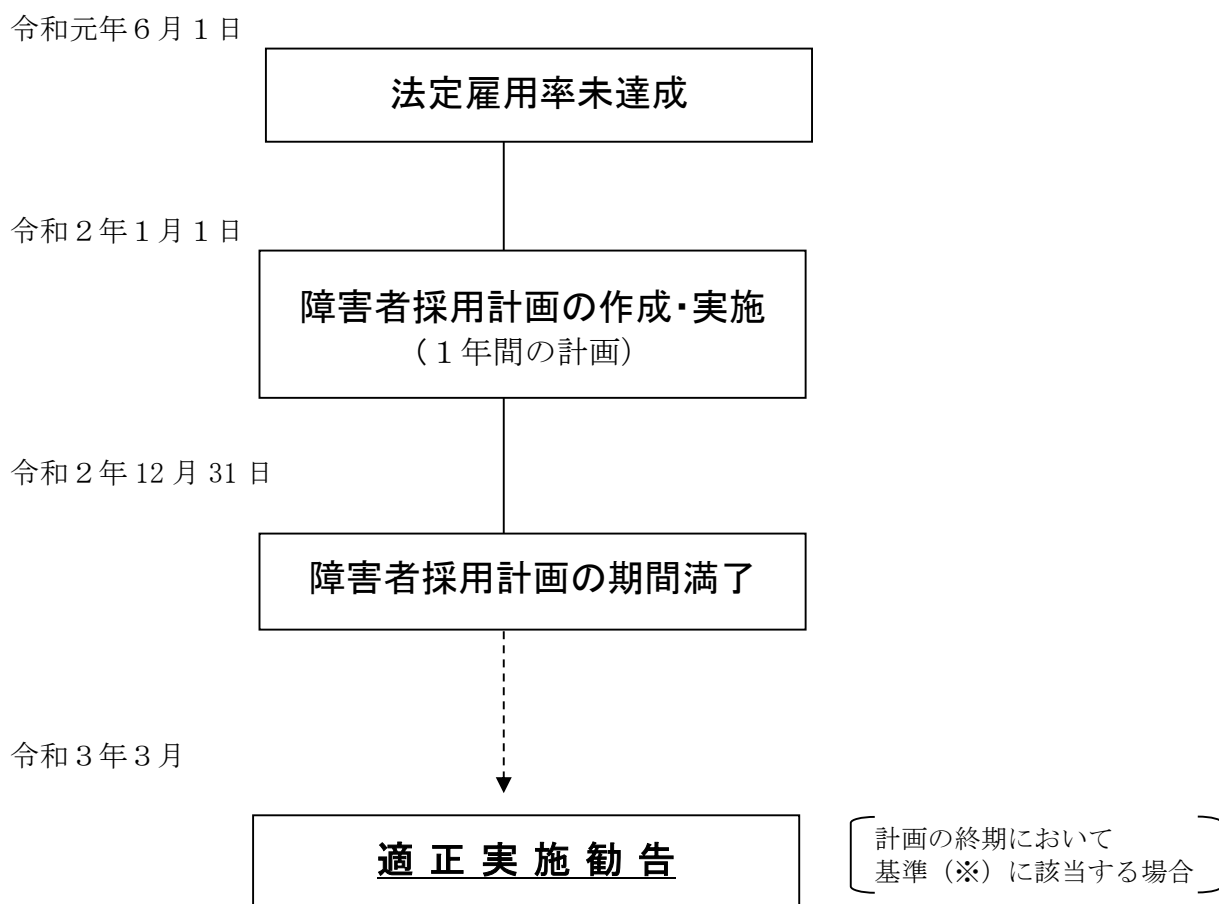 令和元年６月１日
法定雇用率未達成
令和２年１月１日
障害者採用計画の作成・実施
（１年間の計画）
令和２年 12 月 31 日
障害者採用計画の期間満了
令和３年３月
適 正 実 施 勧 告
計画の終期において
基準（※）に該当する場合